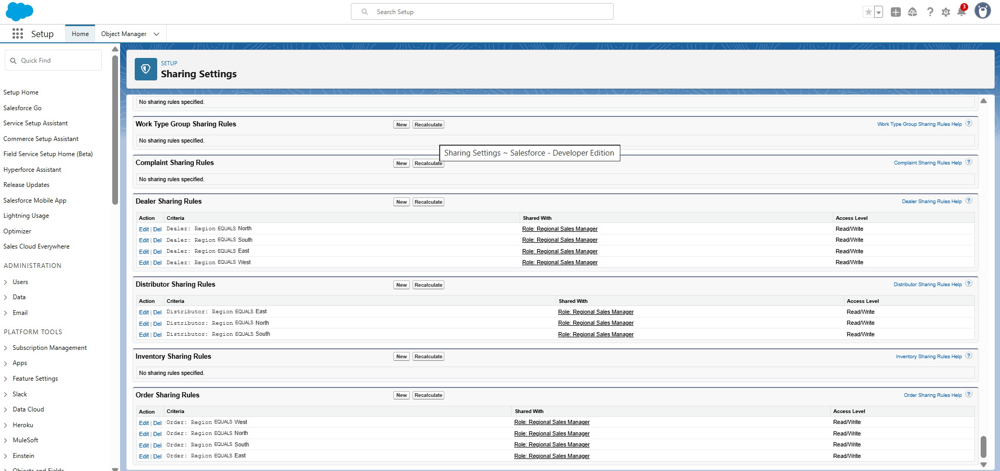 Search Setup
3
Setup
Home
Object Manager
Quick Find
Setup Home
Salesforce Go
Service Setup Assistant
Commerce Setup Assistant
Field Service Setup Home (Beta)
Hyperforce Assistant
Release Updates
Salesforce Mobile App
Lightning Usage
Optimizer
Sales Cloud Everywhere
ADMINISTRATION
Users
Data
Email
PLATFORM TOOLS
Subscription Management
Apps
Feature Settings
Slack
Data Cloud
Heroku
MuleSoft
Einstein
Objects and Fields
SETUP
Sharing Settings
No sharing rules specified.
Work Type Group Sharing Rules New Recalculate Work Type Group Sharing Rules Help ?
No sharing rules specified.
Sharing Settings ~ Salesforce - Developer Edition
Complaint Sharing Rules New Recalculate Complaint Sharing Rules Help ?
No sharing rules specified.
Dealer Sharing Rules New Recalculate Dealer Sharing Rules Help ?
Action Criteria Shared With Access Level
Edit | Del Dealer: Region EQUALS North Role: Regional Sales Manager Read/Write
Edit | Del Dealer: Region EQUALS South Role: Regional Sales Manager Read/Write
Edit | Del Dealer: Region EQUALS East Role: Regional Sales Manager Read/Write
Edit | Del Dealer: Region EQUALS West Role: Regional Sales Manager Read/Write
Distributor Sharing Rules New Recalculate Distributor Sharing Rules Help ?
Action Criteria Shared With Access Level
Edit | Del Distributor: Region EQUALS East Role: Regional Sales Manager Read/Write
Edit | Del Distributor: Region EQUALS North Role: Regional Sales Manager Read/Write
Edit | Del Distributor: Region EQUALS South Role: Regional Sales Manager Read/Write
Inventory Sharing Rules New Recalculate Inventory Sharing Rules Help ?
No sharing rules specified.
Order Sharing Rules New Recalculate Order Sharing Rules Help ?
Action Criteria Shared With Access Level
Edit | Del Order: Region EQUALS West Role: Regional Sales Manager Read/Write
Edit | Del Order: Region EQUALS North Role: Regional Sales Manager Read/Write
Edit | Del Order: Region EQUALS South Role: Regional Sales Manager Read/Write
Edit | Del Order: Region EQUALS East Role: Regional Sales Manager Read/Write